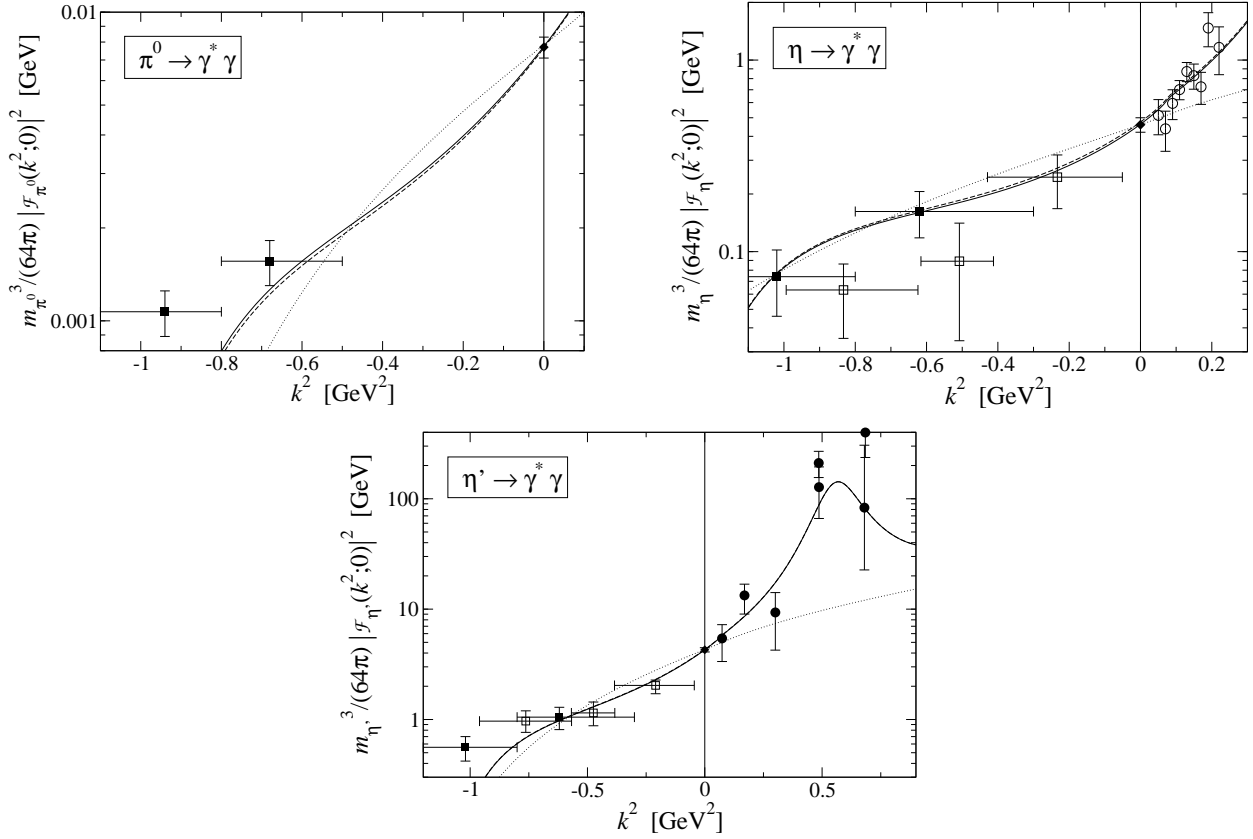 π⁰ → γ* γ
m_π⁰³/(64π) |ℱ_π⁰(k²;0)|² [GeV]
0.01
0.001
-1 -0.8 -0.6 -0.4 -0.2 0
k² [GeV²]
η → γ* γ
m_η³/(64π) |ℱ_η(k²;0)|² [GeV]
1
0.1
-1 -0.8 -0.6 -0.4 -0.2 0 0.2
k² [GeV²]
η’ → γ* γ
m_η’³/(64π) |ℱ_η’(k²;0)|² [GeV]
100
10
1
-1 -0.5 0 0.5
k² [GeV²]